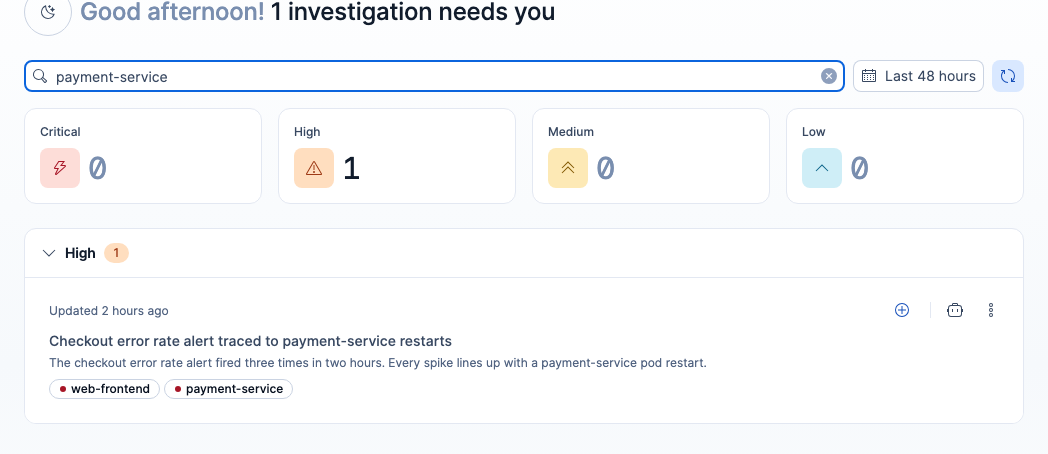 Good afternoon! 1 investigation needs you
payment-service
Last 48 hours
Critical
0
High
1
Medium
0
Low
0
High 1
Updated 2 hours ago
Checkout error rate alert traced to payment-service restarts
The checkout error rate alert fired three times in two hours. Every spike lines up with a payment-service pod restart.
web-frontend payment-service